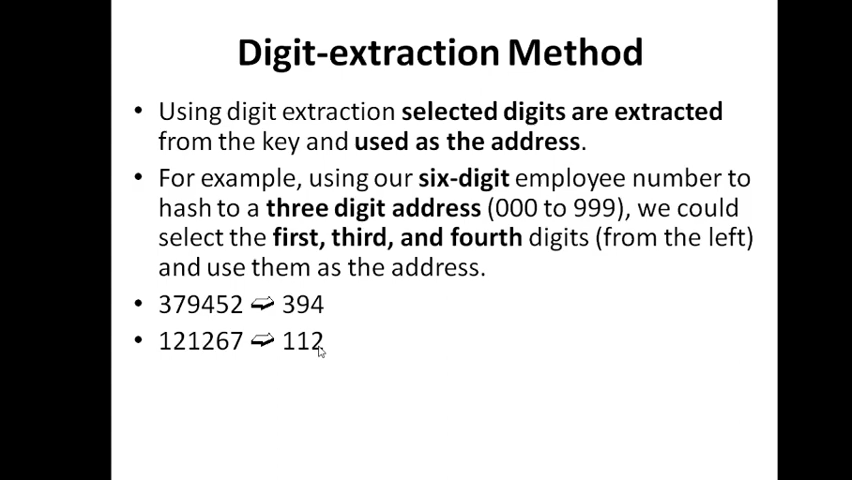 Digit-extraction Method
• Using digit extraction selected digits are extracted
from the key and used as the address.
• For example, using our six-digit employee number to
hash to a three digit address (000 to 999), we could
select the first, third, and fourth digits (from the left)
and use them as the address.
• 379452 ➫ 394
• 121267 ➫ 112